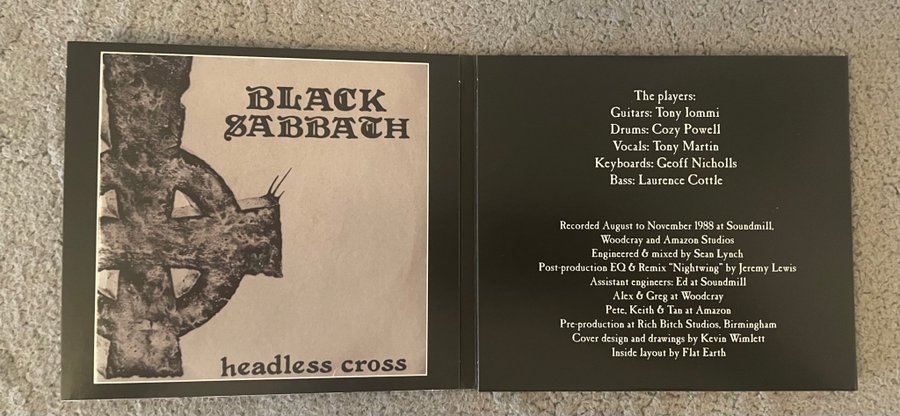 BLACK
SABBATH
headless cross
The players:
Guitars: Tony Iommi
Drums: Cozy Powell
Vocals: Tony Martin
Keyboards: Geoff Nicholls
Bass: Laurence Cottle
Recorded August to November 1988 at Soundmill,
Woodcray and Amazon Studios
Engineered & mixed by Sean Lynch
Post-production EQ & Remix "Nightwing" by Jeremy Lewis
Assistant engineers: Ed at Soundmill
Alex & Greg at Woodcray
Pete, Keith & Tan at Amazon
Pre-production at Rich Bitch Studios, Birmingham
Cover design and drawings by Kevin Wimlett
Inside layout by Flat Earth